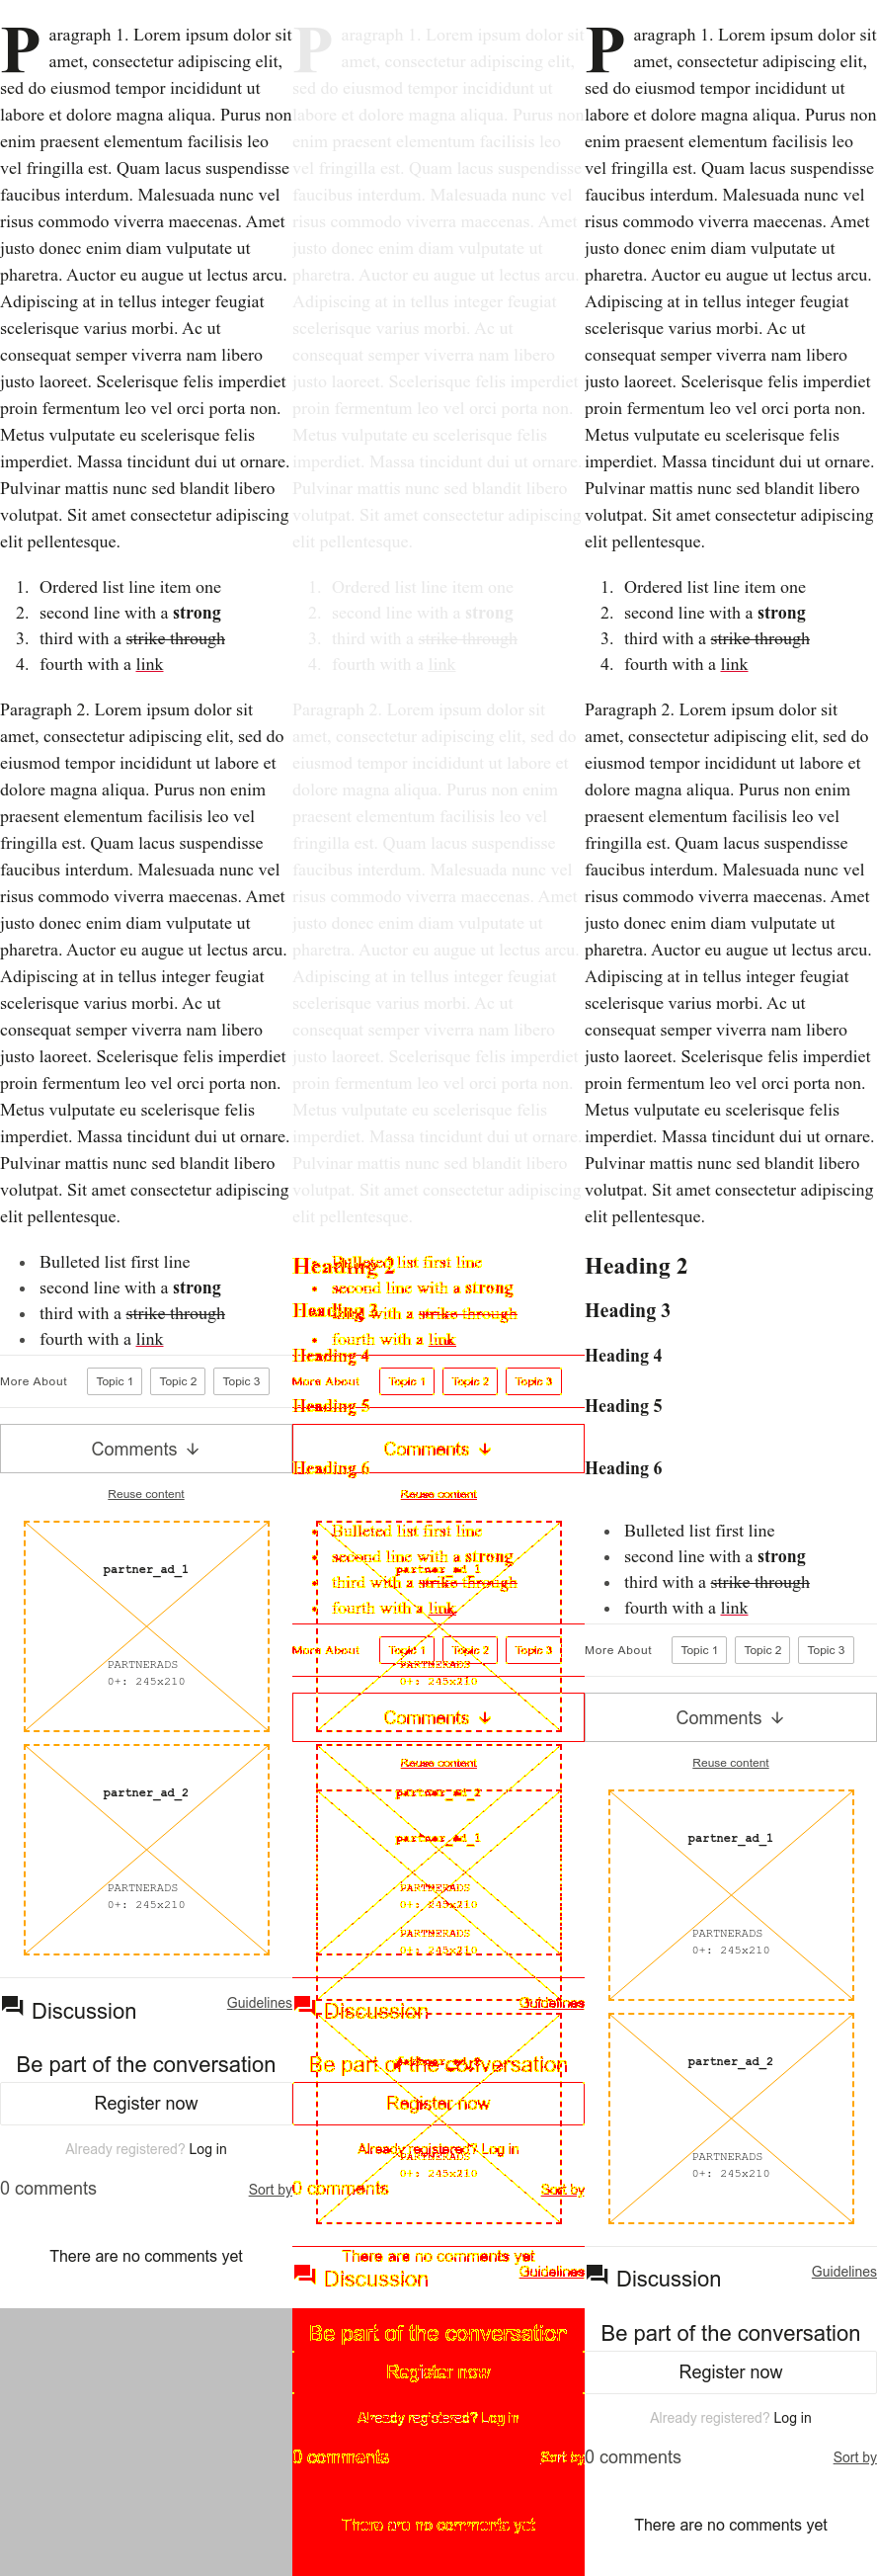 Paragraph 1. Lorem ipsum dolor sit
amet, consectetur adipiscing elit,
sed do eiusmod tempor incididunt ut
labore et dolore magna aliqua. Purus non
enim praesent elementum facilisis leo
vel fringilla est. Quam lacus suspendisse
faucibus interdum. Malesuada nunc vel
risus commodo viverra maecenas. Amet
justo donec enim diam vulputate ut
pharetra. Auctor eu augue ut lectus arcu.
Adipiscing at in tellus integer feugiat
scelerisque varius morbi. Ac ut
consequat semper viverra nam libero
justo laoreet. Scelerisque felis imperdiet
proin fermentum leo vel orci porta non.
Metus vulputate eu scelerisque felis
imperdiet. Massa tincidunt dui ut ornare.
Pulvinar mattis nunc sed blandit libero
volutpat. Sit amet consectetur adipiscing
elit pellentesque.
1. Ordered list line item one
2. second line with a strong
3. third with a strike through
4. fourth with a link
Paragraph 2. Lorem ipsum dolor sit
amet, consectetur adipiscing elit, sed do
eiusmod tempor incididunt ut labore et
dolore magna aliqua. Purus non enim
praesent elementum facilisis leo vel
fringilla est. Quam lacus suspendisse
faucibus interdum. Malesuada nunc vel
risus commodo viverra maecenas. Amet
justo donec enim diam vulputate ut
pharetra. Auctor eu augue ut lectus arcu.
Adipiscing at in tellus integer feugiat
scelerisque varius morbi. Ac ut
consequat semper viverra nam libero
justo laoreet. Scelerisque felis imperdiet
proin fermentum leo vel orci porta non.
Metus vulputate eu scelerisque felis
imperdiet. Massa tincidunt dui ut ornare.
Pulvinar mattis nunc sed blandit libero
volutpat. Sit amet consectetur adipiscing
elit pellentesque.
• Bulleted list first line
• second line with a strong
• third with a strike through
• fourth with a link
More About Topic 1 Topic 2 Topic 3
Comments ↓
Reuse content
partner_ad_1
PARTNERADS
0+: 245x210
partner_ad_2
PARTNERADS
0+: 245x210
Discussion Guidelines
Be part of the conversation
Register now
Already registered? Log in
0 comments Sort by
There are no comments yet
Paragraph 1. Lorem ipsum dolor sit
amet, consectetur adipiscing elit,
sed do eiusmod tempor incididunt ut
labore et dolore magna aliqua. Purus non
enim praesent elementum facilisis leo
vel fringilla est. Quam lacus suspendisse
faucibus interdum. Malesuada nunc vel
risus commodo viverra maecenas. Amet
justo donec enim diam vulputate ut
pharetra. Auctor eu augue ut lectus arcu.
Adipiscing at in tellus integer feugiat
scelerisque varius morbi. Ac ut
consequat semper viverra nam libero
justo laoreet. Scelerisque felis imperdiet
proin fermentum leo vel orci porta non.
Metus vulputate eu scelerisque felis
imperdiet. Massa tincidunt dui ut ornare.
Pulvinar mattis nunc sed blandit libero
volutpat. Sit amet consectetur adipiscing
elit pellentesque.
1. Ordered list line item one
2. second line with a strong
3. third with a strike through
4. fourth with a link
Paragraph 2. Lorem ipsum dolor sit
amet, consectetur adipiscing elit, sed do
eiusmod tempor incididunt ut labore et
dolore magna aliqua. Purus non enim
praesent elementum facilisis leo vel
fringilla est. Quam lacus suspendisse
faucibus interdum. Malesuada nunc vel
risus commodo viverra maecenas. Amet
justo donec enim diam vulputate ut
pharetra. Auctor eu augue ut lectus arcu.
Adipiscing at in tellus integer feugiat
scelerisque varius morbi. Ac ut
consequat semper viverra nam libero
justo laoreet. Scelerisque felis imperdiet
proin fermentum leo vel orci porta non.
Metus vulputate eu scelerisque felis
imperdiet. Massa tincidunt dui ut ornare.
Pulvinar mattis nunc sed blandit libero
volutpat. Sit amet consectetur adipiscing
elit pellentesque.
Heading 2
Bulleted list first line
second line with a strong
Heading 3
third with a strike through
fourth with a link
Heading 4
More About Topic 1 Topic 2 Topic 3
Heading 5
Comments ↓
Heading 6
Reuse content
Bulleted list first line
second line with a strong
partner_ad_1
third with a strike through
fourth with a link
More About Topic 1 Topic 2 Topic 3
PARTNERADS
0+: 245x210
Comments ↓
Reuse content
partner_ad_2
partner_ad_1
PARTNERADS
0+: 245x210
PARTNERADS
0+: 245x210
Discussion Guidelines
Be part of the conversation
partner_ad_2
Register now
Already registered? Log in
PARTNERADS
0+: 245x210
0 comments Sort by
There are no comments yet
Discussion Guidelines
Be part of the conversation
Register now
Already registered? Log in
0 comments Sort by
There are no comments yet
Paragraph 1. Lorem ipsum dolor sit
amet, consectetur adipiscing elit,
sed do eiusmod tempor incididunt ut
labore et dolore magna aliqua. Purus non
enim praesent elementum facilisis leo
vel fringilla est. Quam lacus suspendisse
faucibus interdum. Malesuada nunc vel
risus commodo viverra maecenas. Amet
justo donec enim diam vulputate ut
pharetra. Auctor eu augue ut lectus arcu.
Adipiscing at in tellus integer feugiat
scelerisque varius morbi. Ac ut
consequat semper viverra nam libero
justo laoreet. Scelerisque felis imperdiet
proin fermentum leo vel orci porta non.
Metus vulputate eu scelerisque felis
imperdiet. Massa tincidunt dui ut ornare.
Pulvinar mattis nunc sed blandit libero
volutpat. Sit amet consectetur adipiscing
elit pellentesque.
1. Ordered list line item one
2. second line with a strong
3. third with a strike through
4. fourth with a link
Paragraph 2. Lorem ipsum dolor sit
amet, consectetur adipiscing elit, sed do
eiusmod tempor incididunt ut labore et
dolore magna aliqua. Purus non enim
praesent elementum facilisis leo vel
fringilla est. Quam lacus suspendisse
faucibus interdum. Malesuada nunc vel
risus commodo viverra maecenas. Amet
justo donec enim diam vulputate ut
pharetra. Auctor eu augue ut lectus arcu.
Adipiscing at in tellus integer feugiat
scelerisque varius morbi. Ac ut
consequat semper viverra nam libero
justo laoreet. Scelerisque felis imperdiet
proin fermentum leo vel orci porta non.
Metus vulputate eu scelerisque felis
imperdiet. Massa tincidunt dui ut ornare.
Pulvinar mattis nunc sed blandit libero
volutpat. Sit amet consectetur adipiscing
elit pellentesque.
Heading 2
Heading 3
Heading 4
Heading 5
Heading 6
• Bulleted list first line
• second line with a strong
• third with a strike through
• fourth with a link
More About Topic 1 Topic 2 Topic 3
Comments ↓
Reuse content
partner_ad_1
PARTNERADS
0+: 245x210
partner_ad_2
PARTNERADS
0+: 245x210
Discussion Guidelines
Be part of the conversation
Register now
Already registered? Log in
0 comments Sort by
There are no comments yet